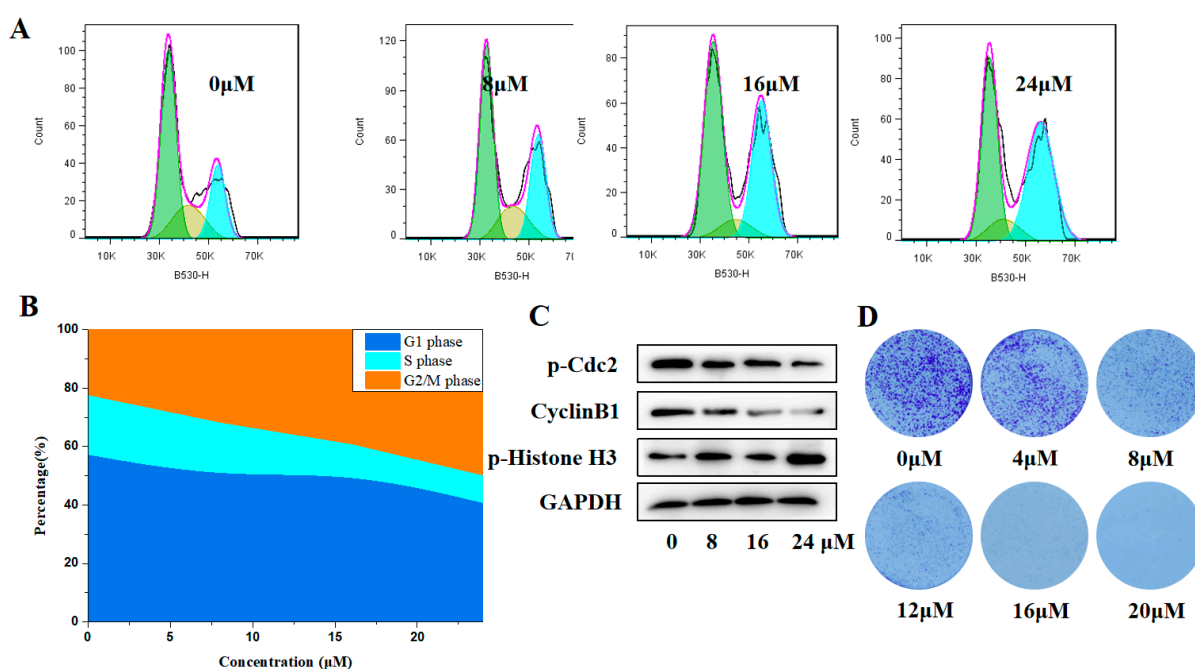 A
0μM
8μM
16μM
24μM
Count
100
80
60
40
20
0
10K
30K
50K
70K
B530-H
Count
120
90
60
30
0
10K
30K
50K
B530-H
Count
80
60
40
20
0
10K
30K
50K
70K
B530-H
Count
100
80
60
40
20
0
10K
30K
50K
70K
B530-H
B
Percentage(%)
100
80
60
40
20
0
G1 phase
S phase
G2/M phase
0
5
10
15
20
Concentration (μM)
C
p-Cdc2
CyclinB1
p-Histone H3
GAPDH
0 8 16 24 μM
D
0μM 4μM 8μM
12μM 16μM 20μM